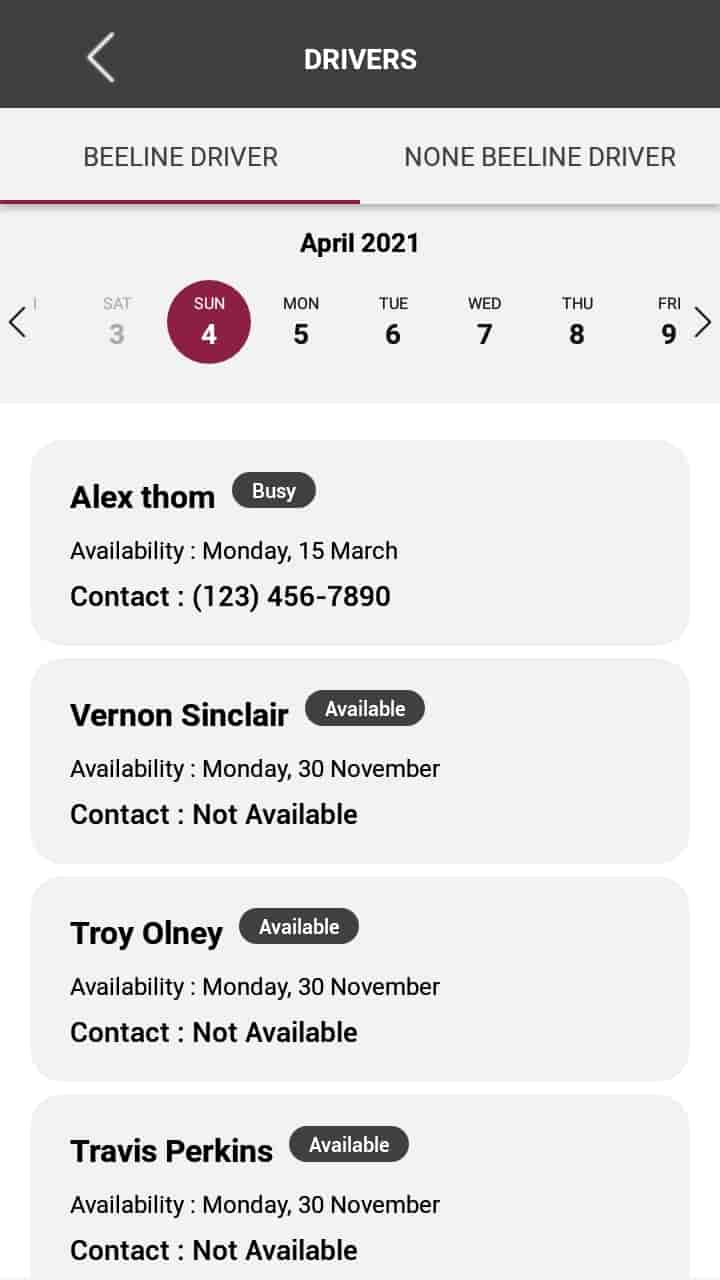 DRIVERS
BEELINE DRIVER NONE BEELINE DRIVER
April 2021
SAT SUN MON TUE WED THU FRI
3 4 5 6 7 8 9
Alex thom Busy
Availability : Monday, 15 March
Contact : (123) 456-7890
Vernon Sinclair Available
Availability : Monday, 30 November
Contact : Not Available
Troy Olney Available
Availability : Monday, 30 November
Contact : Not Available
Travis Perkins Available
Availability : Monday, 30 November
Contact : Not Available